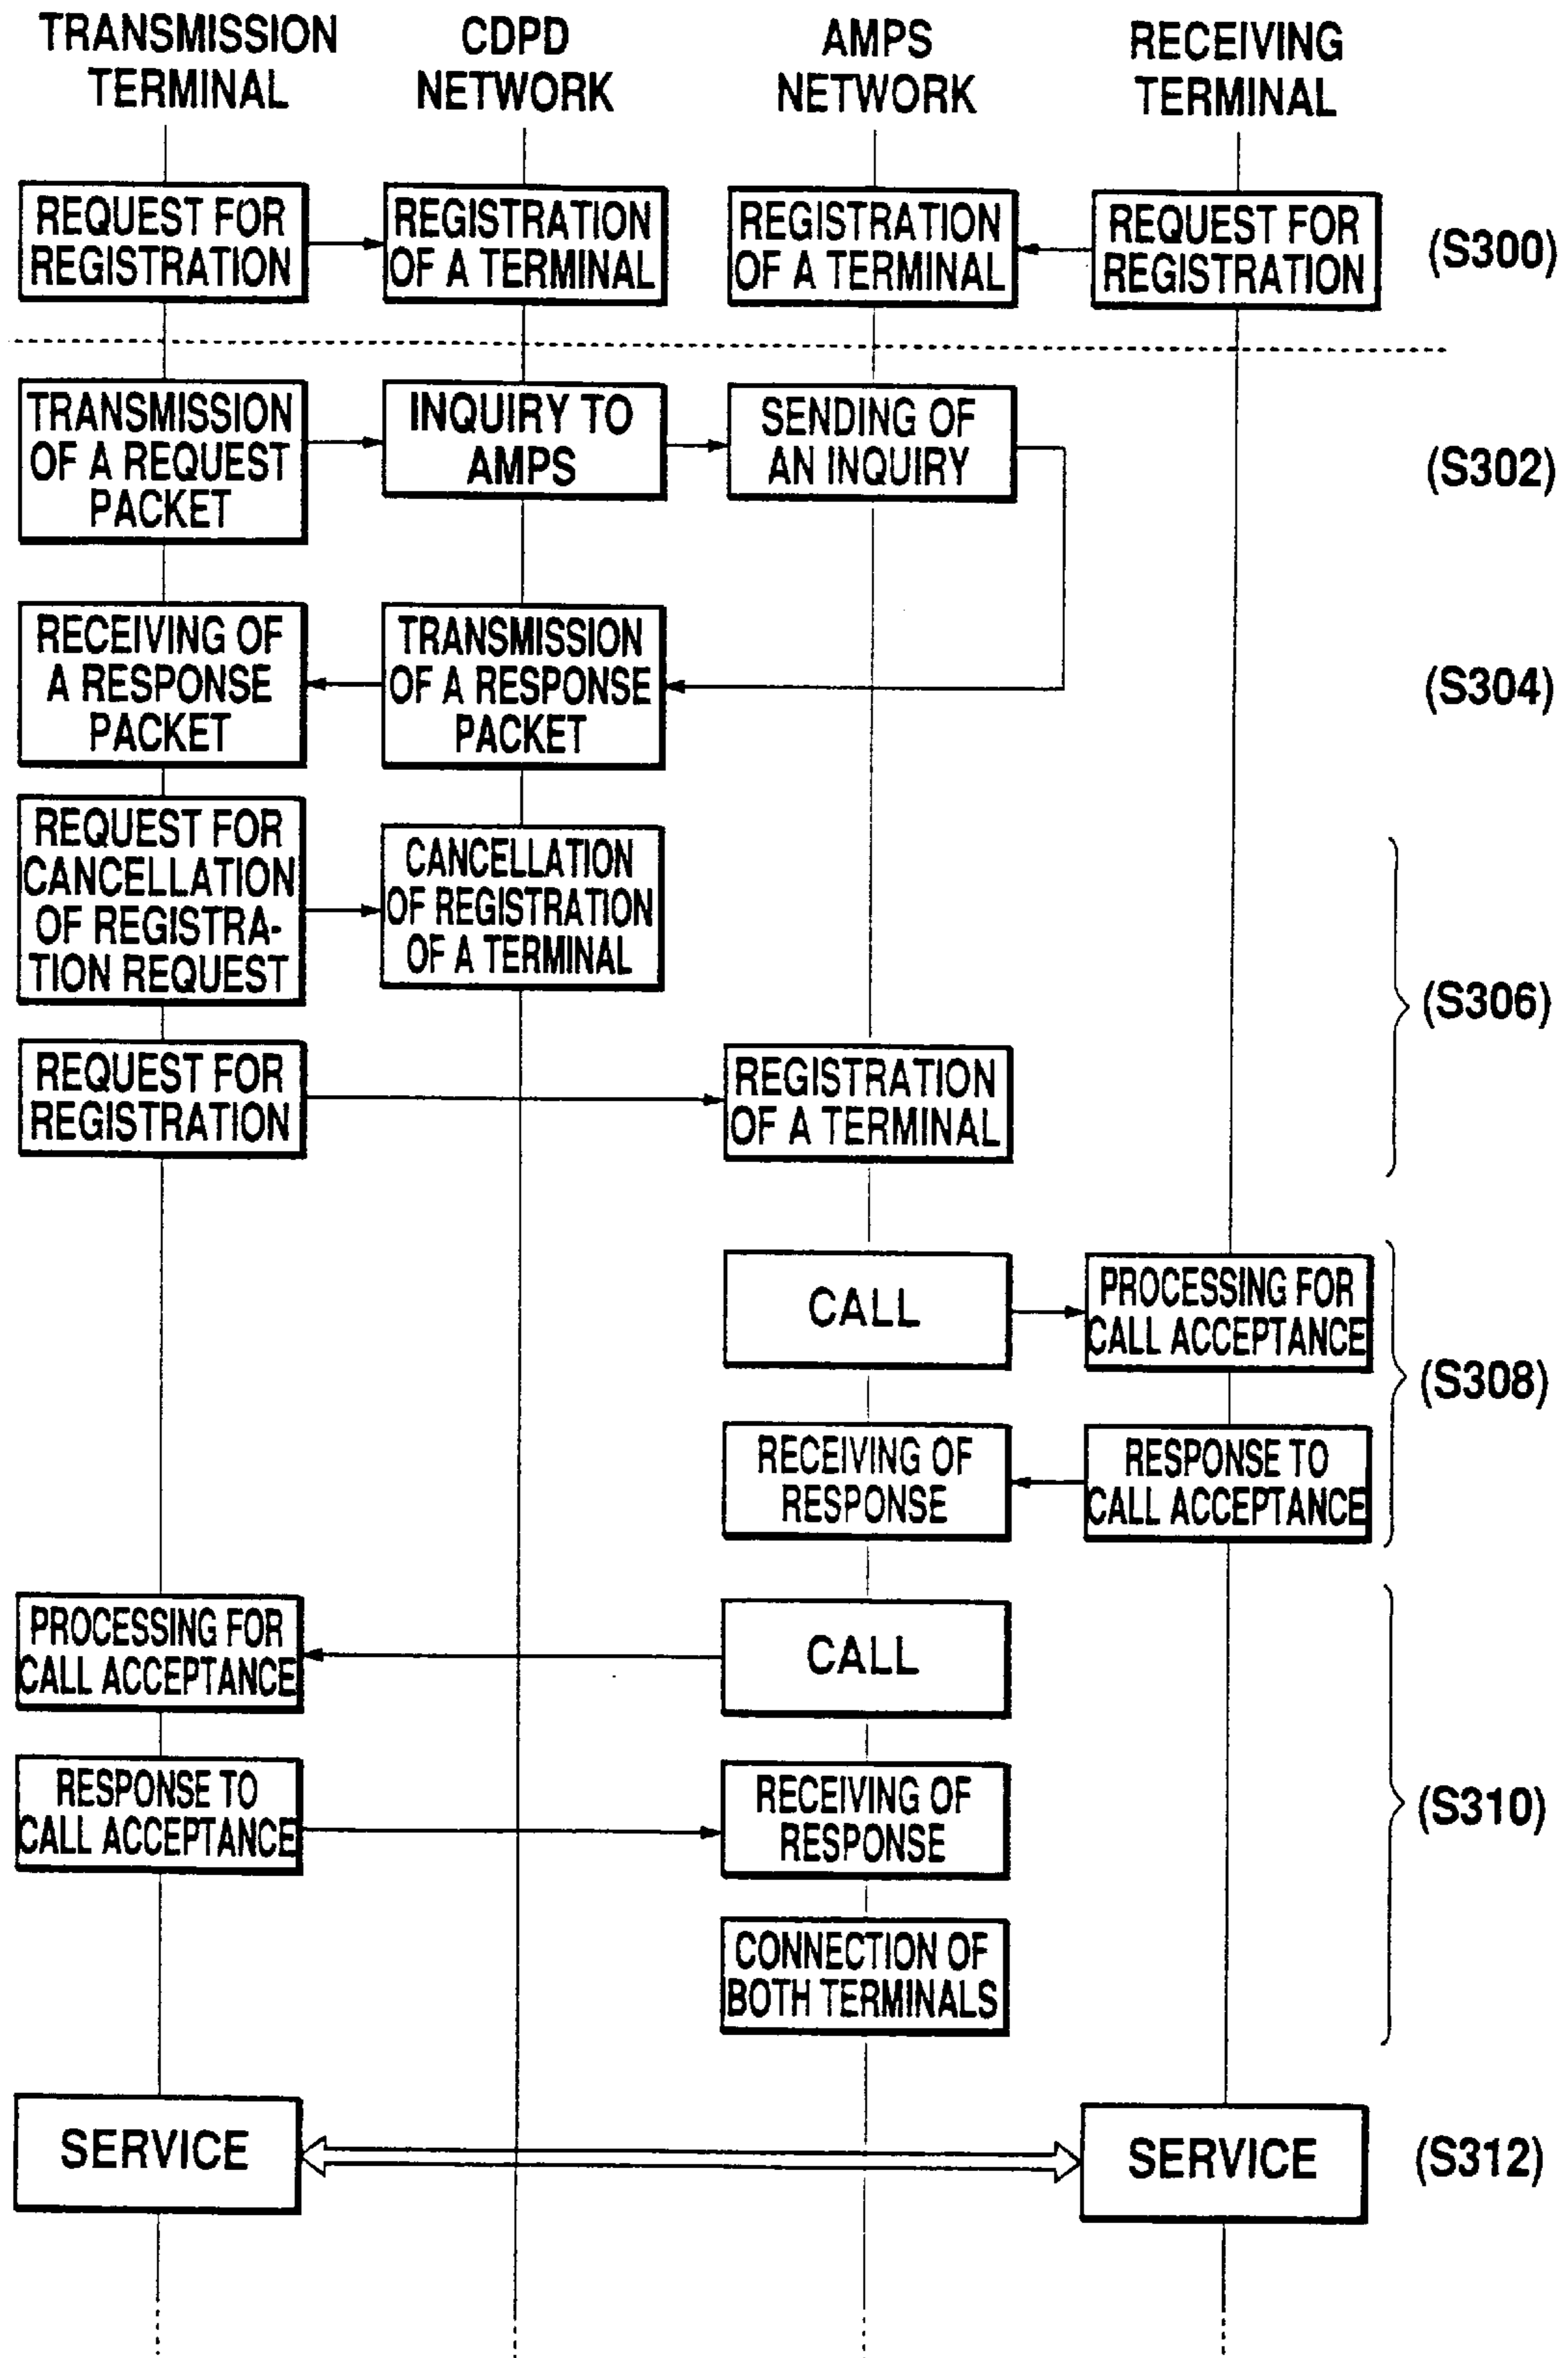 TRANSMISSION
TERMINAL
CDPD
NETWORK
AMPS
NETWORK
RECEIVING
TERMINAL
REQUEST FOR
REGISTRATION
REGISTRATION
OF A TERMINAL
REGISTRATION
OF A TERMINAL
REQUEST FOR
REGISTRATION
(S300)
TRANSMISSION
OF A REQUEST
PACKET
INQUIRY TO
AMPS
SENDING OF
AN INQUIRY
(S302)
RECEIVING OF
A RESPONSE
PACKET
TRANSMISSION
OF A RESPONSE
PACKET
(S304)
REQUEST FOR
CANCELLATION
OF REGISTRA-
TION REQUEST
CANCELLATION
OF REGISTRATION
OF A TERMINAL
(S306)
REQUEST FOR
REGISTRATION
REGISTRATION
OF A TERMINAL
CALL
PROCESSING FOR
CALL ACCEPTANCE
(S308)
RECEIVING OF
RESPONSE
RESPONSE TO
CALL ACCEPTANCE
PROCESSING FOR
CALL ACCEPTANCE
CALL
RESPONSE TO
CALL ACCEPTANCE
RECEIVING OF
RESPONSE
(S310)
CONNECTION OF
BOTH TERMINALS
SERVICE
SERVICE
(S312)